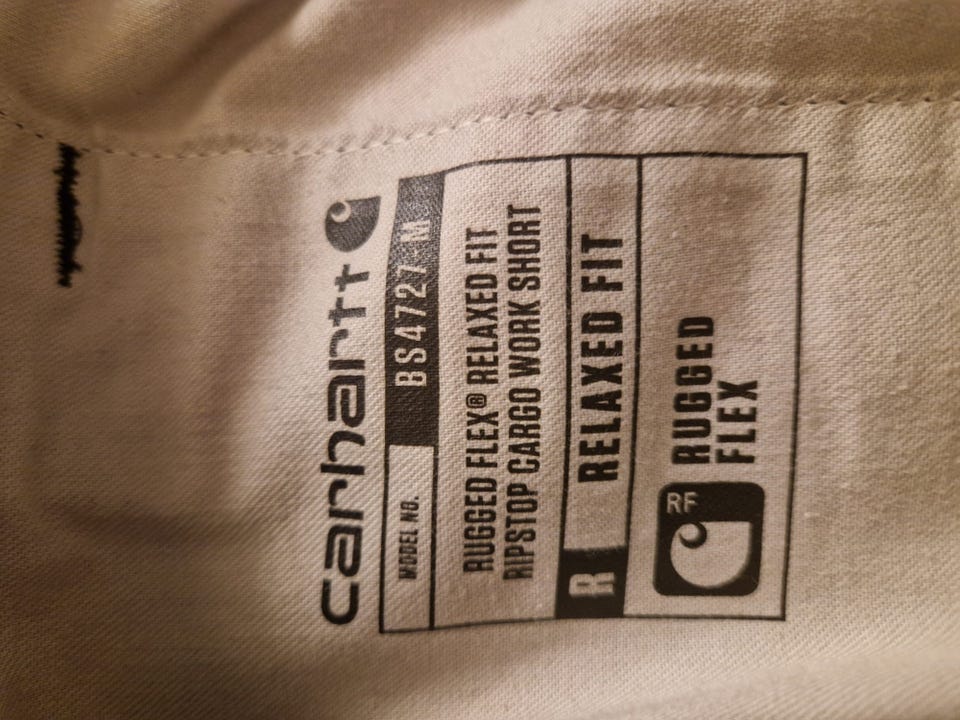 carhartt
MODEL NO. BS4727-M
RUGGED FLEX® RELAXED FIT
RIPSTOP CARGO WORK SHORT
R RELAXED FIT
RF RUGGED
FLEX